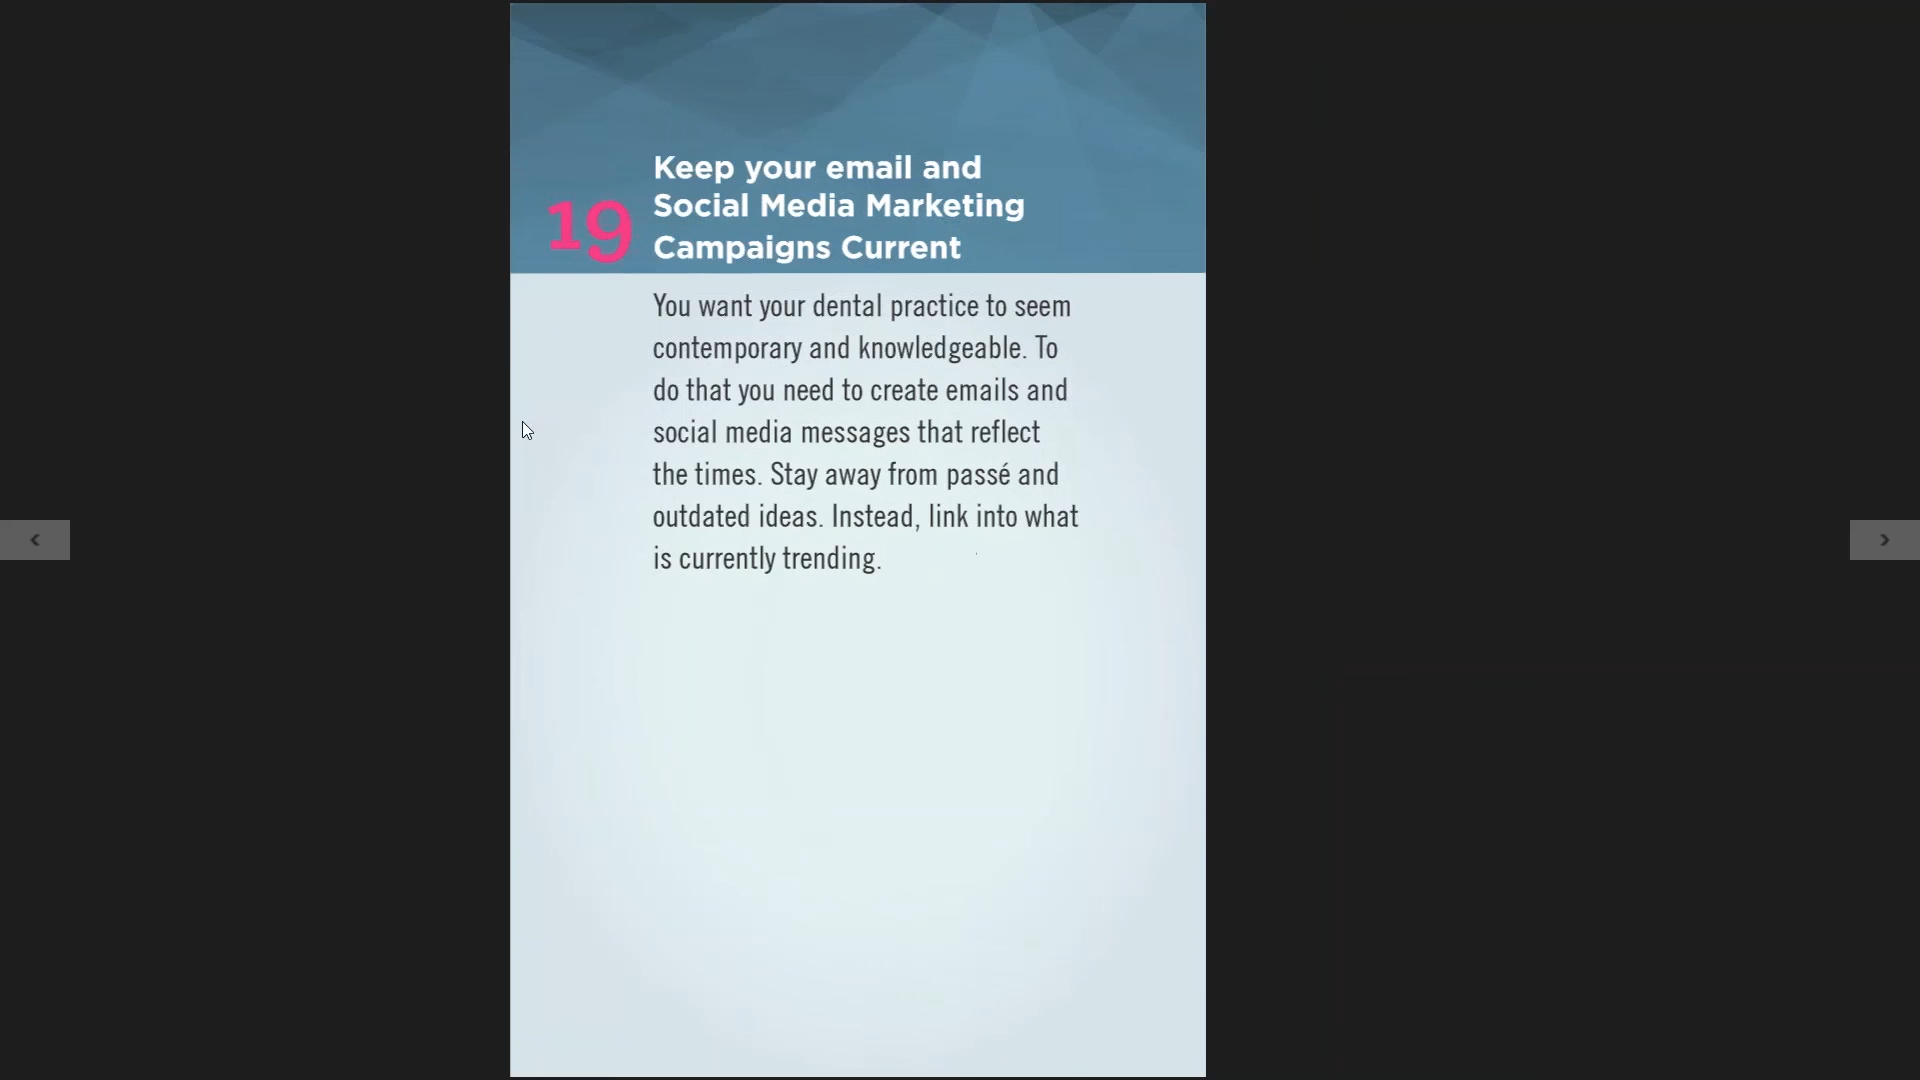 Keep your email and
Social Media Marketing
19 Campaigns Current
You want your dental practice to seem
contemporary and knowledgeable. To
do that you need to create emails and
social media messages that reflect
the times. Stay away from passé and
outdated ideas. Instead, link into what
is currently trending.